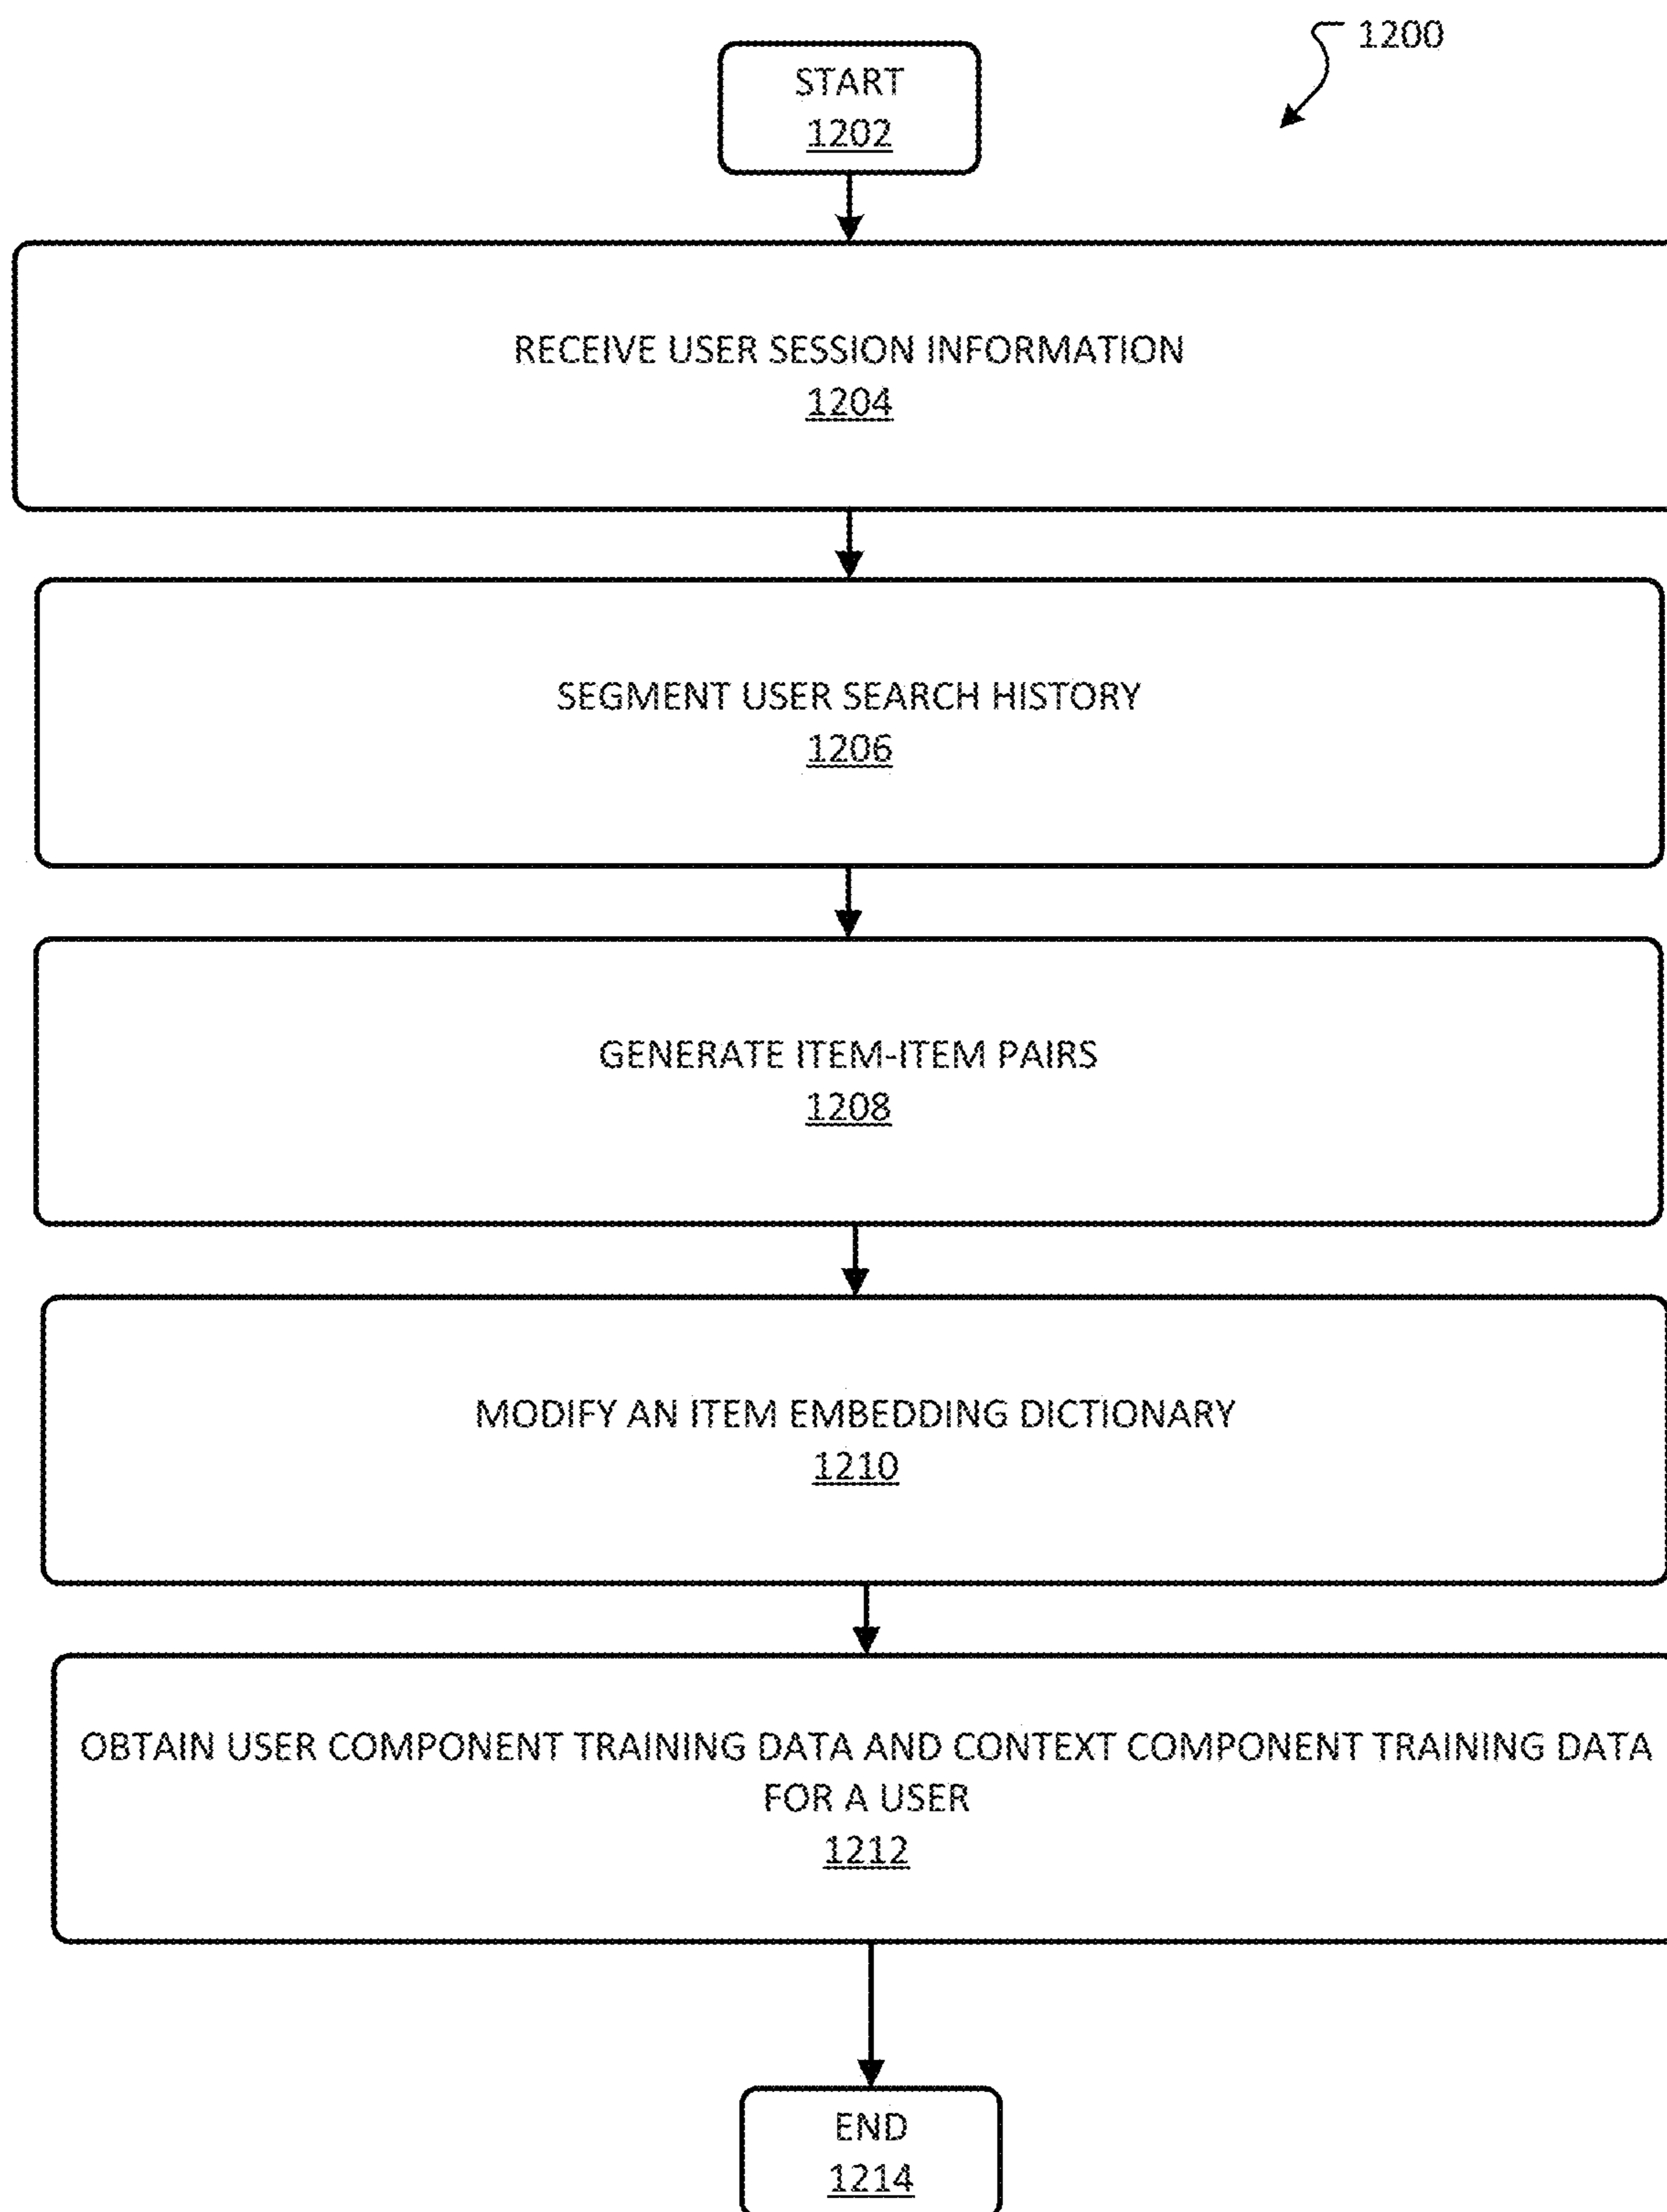 1200
START
1202
RECEIVE USER SESSION INFORMATION
1204
SEGMENT USER SEARCH HISTORY
1206
GENERATE ITEM-ITEM PAIRS
1208
MODIFY AN ITEM EMBEDDING DICTIONARY
1210
OBTAIN USER COMPONENT TRAINING DATA AND CONTEXT COMPONENT TRAINING DATA
FOR A USER
1212
END
1214